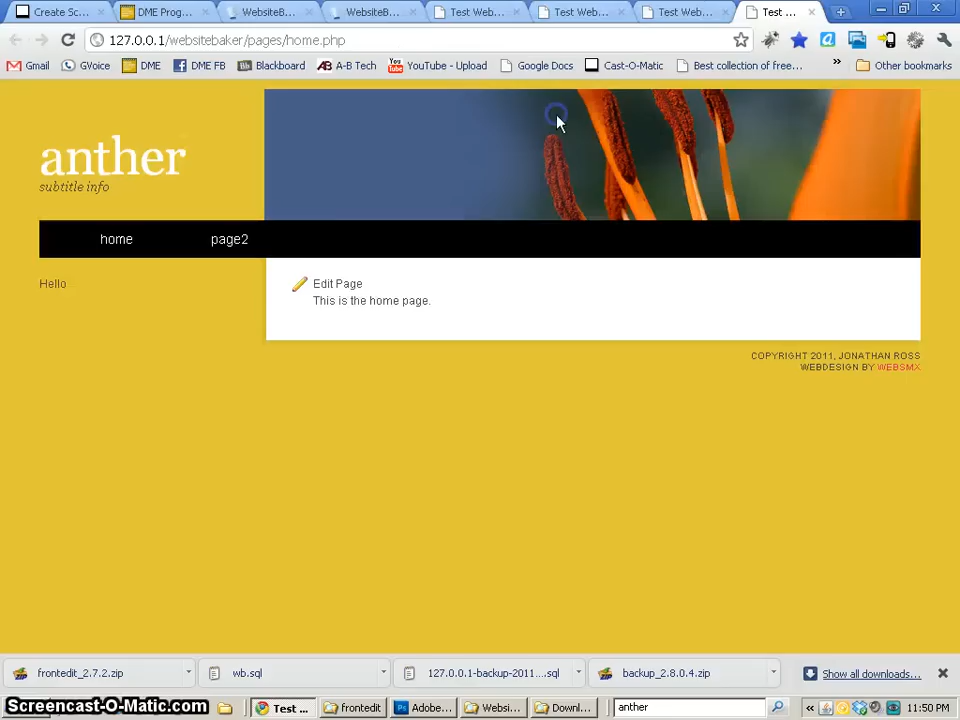 Create Sc...
DME Prog...
WebsiteB...
WebsiteB...
Test Web...
Test Web...
Test Web...
Test ...
127.0.0.1/websitebaker/pages/home.php
Gmail
GVoice
DME
DME FB
Bb
Blackboard
AB
A-B Tech
You
YouTube - Upload
Google Docs
Cast-O-Matic
Best collection of free...
»
Other bookmarks
anther
subtitle info
home
page2
Hello
Edit Page
This is the home page.
COPYRIGHT 2011, JONATHAN ROSS
WEBDESIGN BY WEBSMX
frontedit_2.7.2.zip
wb.sql
127.0.0.1-backup-2011....sql
backup_2.8.0.4.zip
Show all downloads...
Screencast-O-Matic.com
Test ...
frontedit
Adobe...
Websi...
Downl...
anther
«
11:50 PM